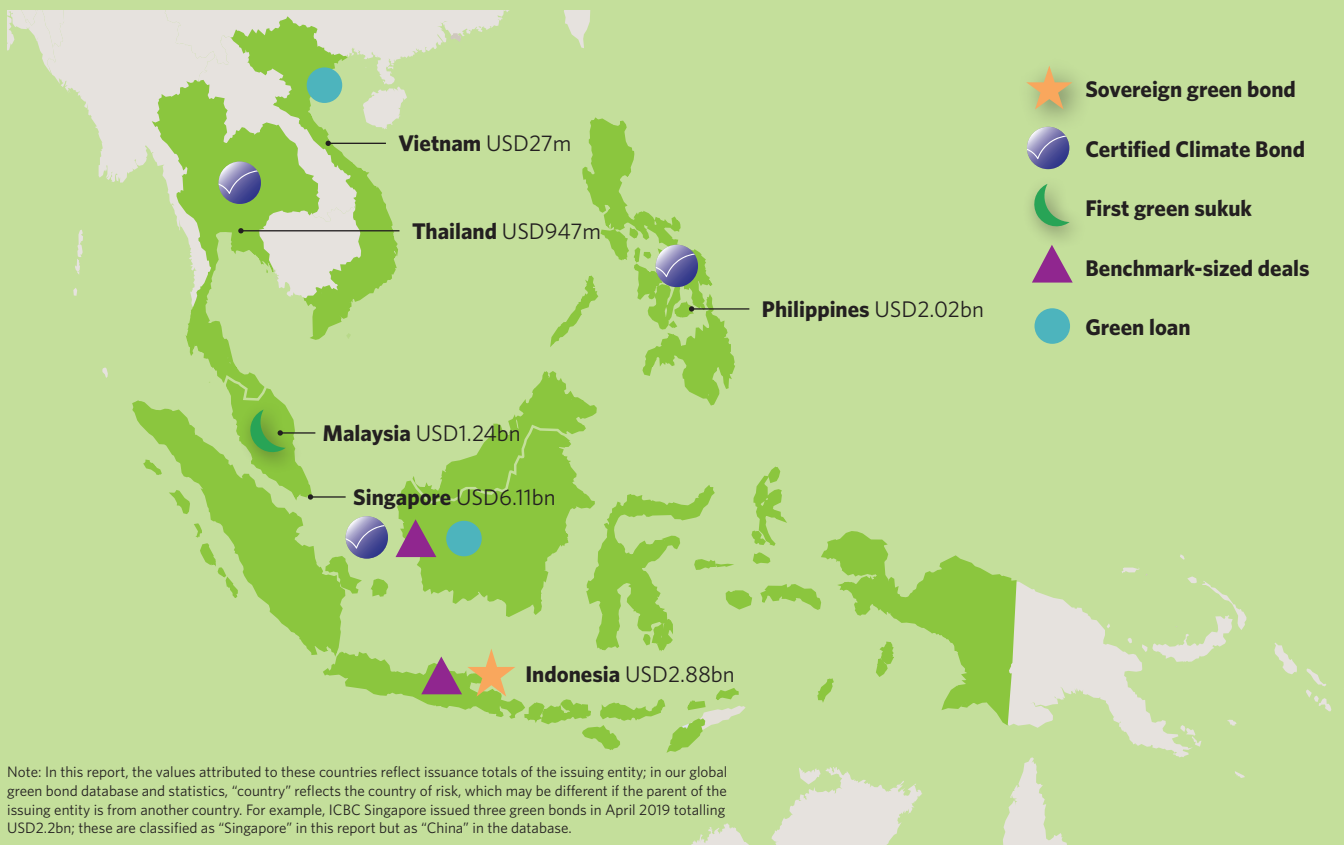 Sovereign green bond
Certified Climate Bond
First green sukuk
Benchmark-sized deals
Green loan
Vietnam USD27m
Thailand USD947m
Philippines USD2.02bn
Malaysia USD1.24bn
Singapore USD6.11bn
Indonesia USD2.88bn
Note: In this report, the values attributed to these countries reflect issuance totals of the issuing entity; in our global
green bond database and statistics, “country” reflects the country of risk, which may be different if the parent of the
issuing entity is from another country. For example, ICBC Singapore issued three green bonds in April 2019 totalling
USD2.2bn; these are classified as “Singapore” in this report but as “China” in the database.